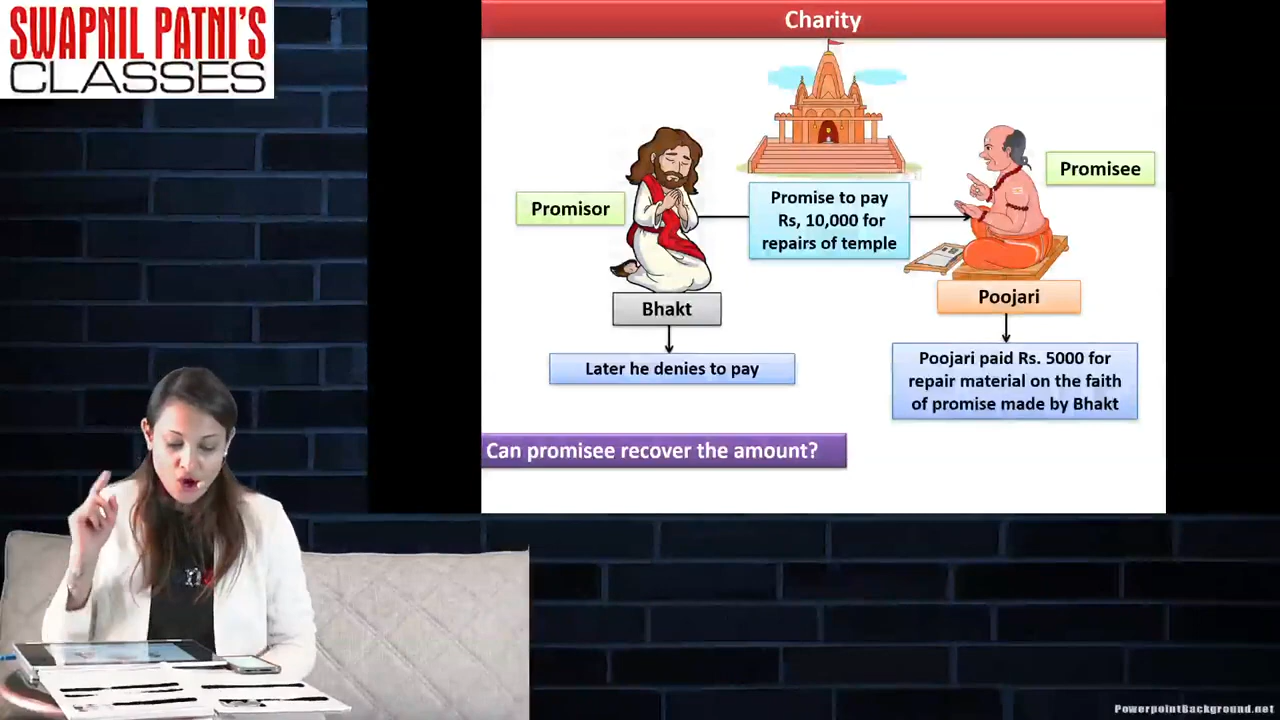 SWAPNIL PATNI'S
CLASSES
Charity
Promisor
Promise to pay
Rs, 10,000 for
repairs of temple
Promisee
Bhakt
Poojari
Later he denies to pay
Poojari paid Rs. 5000 for
repair material on the faith
of promise made by Bhakt
Can promisee recover the amount?
PowerpointBackground.net